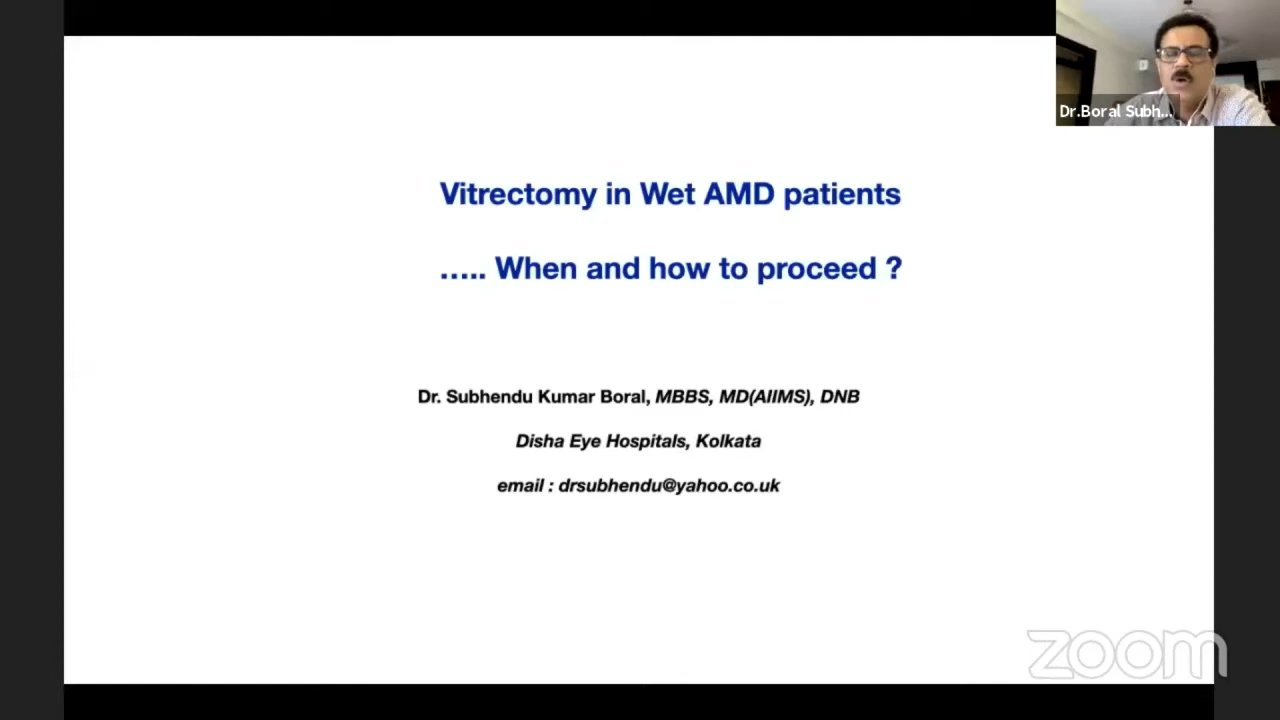 Dr.Boral Subh...
Vitrectomy in Wet AMD patients
..... When and how to proceed ?
Dr. Subhendu Kumar Boral, MBBS, MD(AIIMS), DNB
Disha Eye Hospitals, Kolkata
email : drsubhendu@yahoo.co.uk
zoom